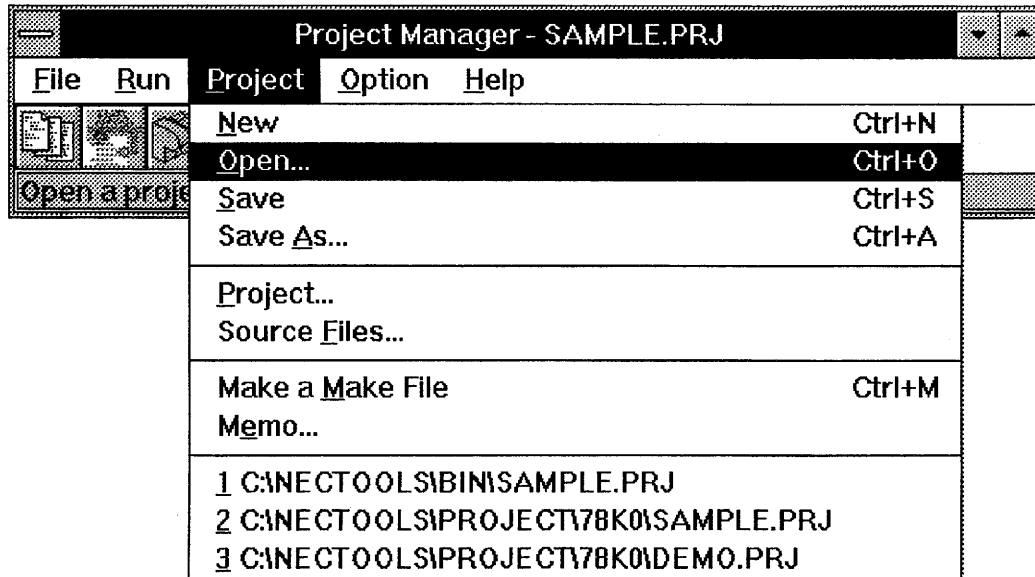 Project Manager - SAMPLE.PRJ
File Run Project Option Help
New Ctrl+N
Open... Ctrl+O
Open a proje
Save Ctrl+S
Save As... Ctrl+A
Project...
Source Files...
Make a Make File Ctrl+M
Memo...
1 C:\NECTOOLS\BIN\SAMPLE.PRJ
2 C:\NECTOOLS\PROJECT\78K0\SAMPLE.PRJ
3 C:\NECTOOLS\PROJECT\78K0\DEMO.PRJ